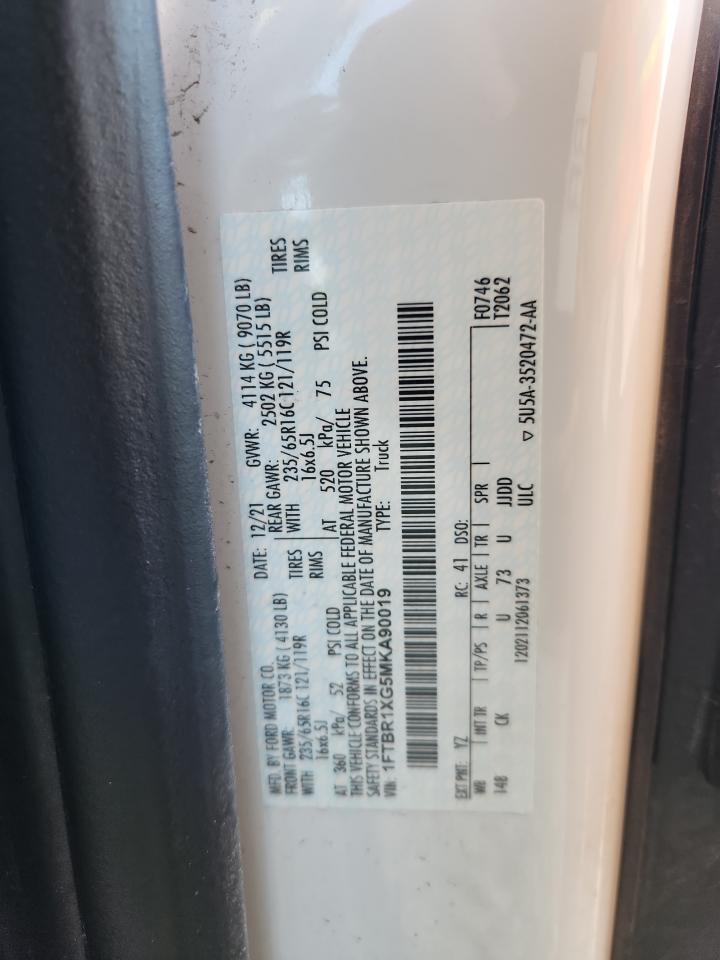 MFD. BY FORD MOTOR CO.
DATE: 12/21 GVWR: 4114 KG ( 9070 LB)
FRONT GAWR: 1873 KG ( 4130 LB) REAR GAWR: 2502 KG ( 5515 LB)
WITH 235/65R16C 121/119R TIRES WITH 235/65R16C 121/119R TIRES
16x6.5J RIMS 16x6.5J RIMS
AT 360 kPa/ 52 PSI COLD AT 520 kPa/ 75 PSI COLD
THIS VEHICLE CONFORMS TO ALL APPLICABLE FEDERAL MOTOR VEHICLE
SAFETY STANDARDS IN EFFECT ON THE DATE OF MANUFACTURE SHOWN ABOVE.
VIN: 1FTBR1XG5MKA90019 TYPE: Truck
EXT PNT: YZ RC: 41 DSO:
WB INT TR TP/PS R AXLE TR SPR F0746
148 CK U 73 U JJDD T2062
1202112061373 ULC ▽ 5U5A-3520472-AA